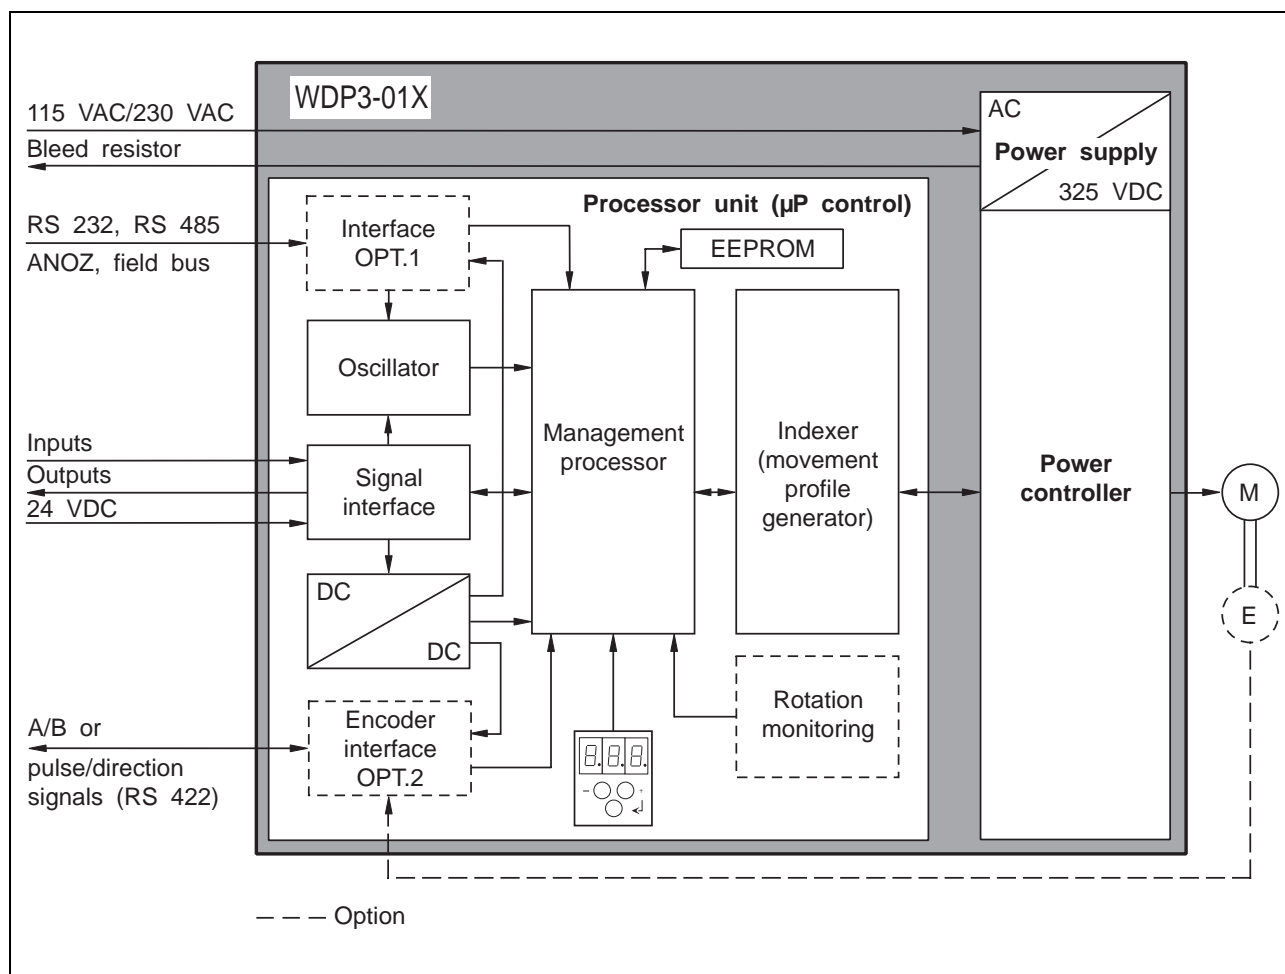 WDP3-01X
115 VAC/230 VAC
Bleed resistor
AC
Power supply
325 VDC
Processor unit (µP control)
RS 232, RS 485
ANOZ, field bus
Interface
OPT.1
EEPROM
Oscillator
Management
processor
Indexer
(movement
profile
generator)
Power
controller
Inputs
Outputs
24 VDC
Signal
interface
M
E
DC
DC
Rotation
monitoring
A/B or
pulse/direction
signals (RS 422)
Encoder
interface
OPT.2
8.8.8.
- +
Option